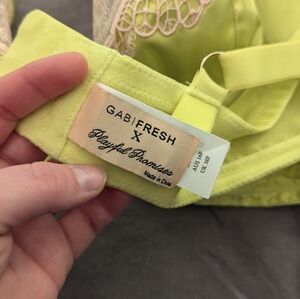 GABI FRESH
X
Playful Promises
Made in China